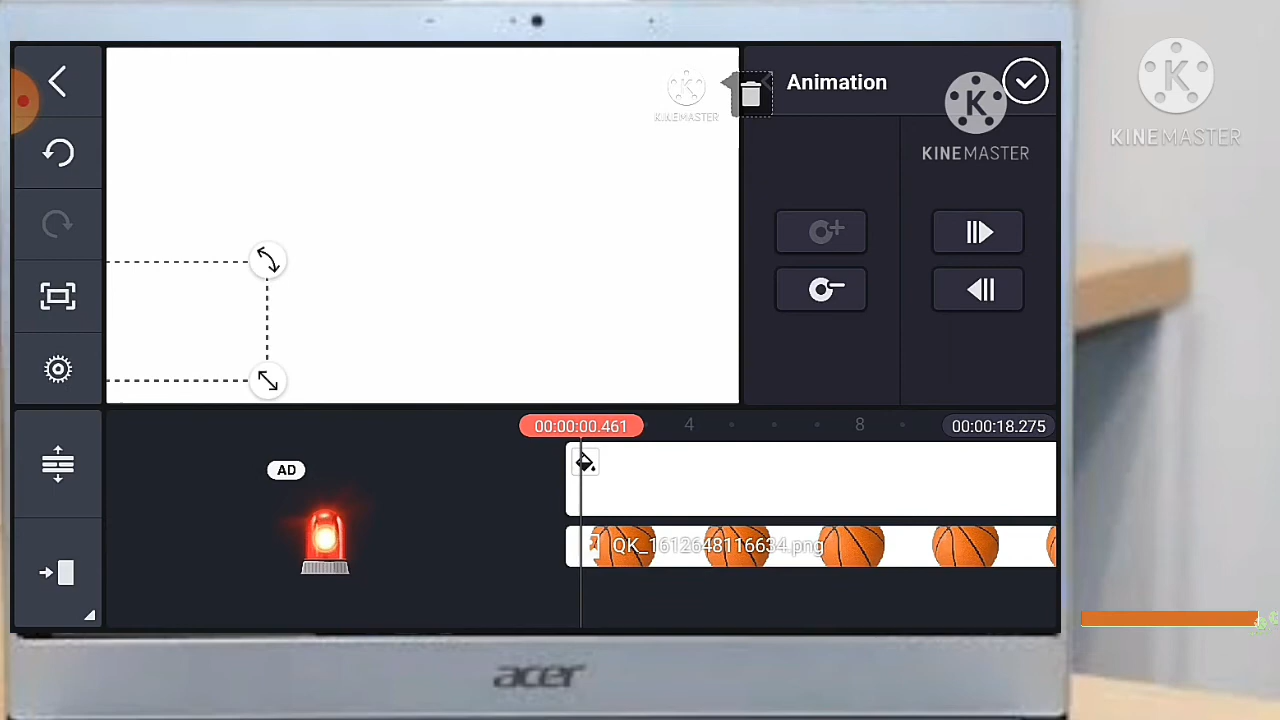 Animation
KINEMASTER
KINEMASTER
KINEMASTER
00:00:00.461
4
8
00:00:18.275
AD
QK_1612648116634.png
acer